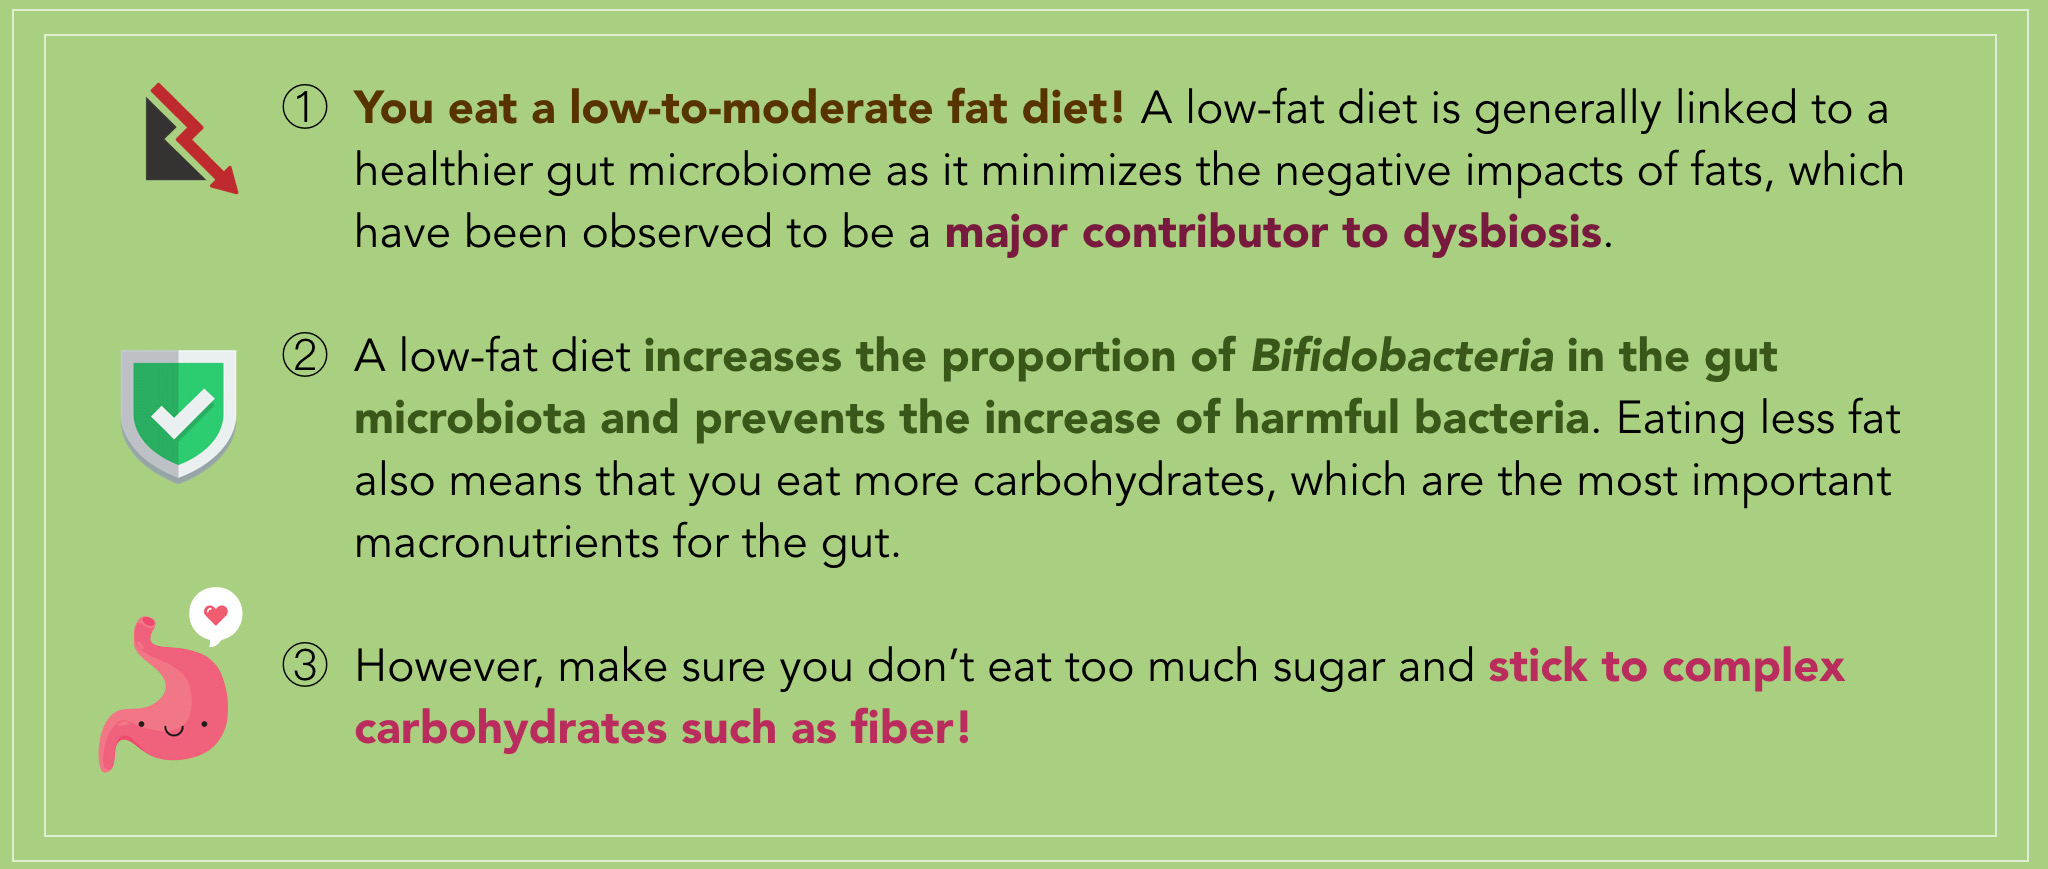 ① You eat a low-to-moderate fat diet! A low-fat diet is generally linked to a
healthier gut microbiome as it minimizes the negative impacts of fats, which
have been observed to be a major contributor to dysbiosis.
② A low-fat diet increases the proportion of Bifidobacteria in the gut
microbiota and prevents the increase of harmful bacteria. Eating less fat
also means that you eat more carbohydrates, which are the most important
macronutrients for the gut.
③ However, make sure you don’t eat too much sugar and stick to complex
carbohydrates such as fiber!